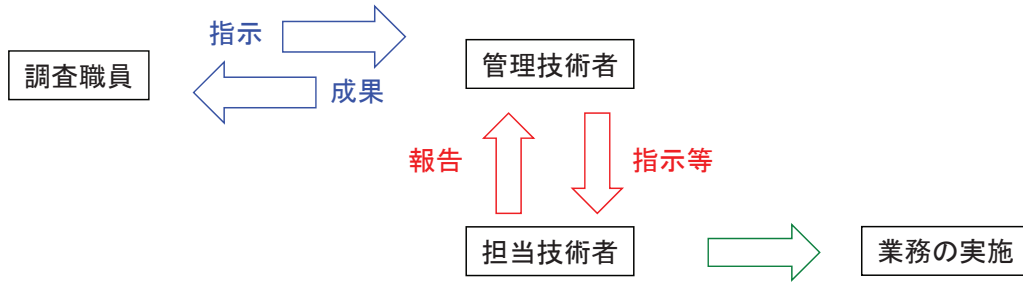 指示
調査職員
管理技術者
成果
報告
指示等
担当技術者
業務の実施